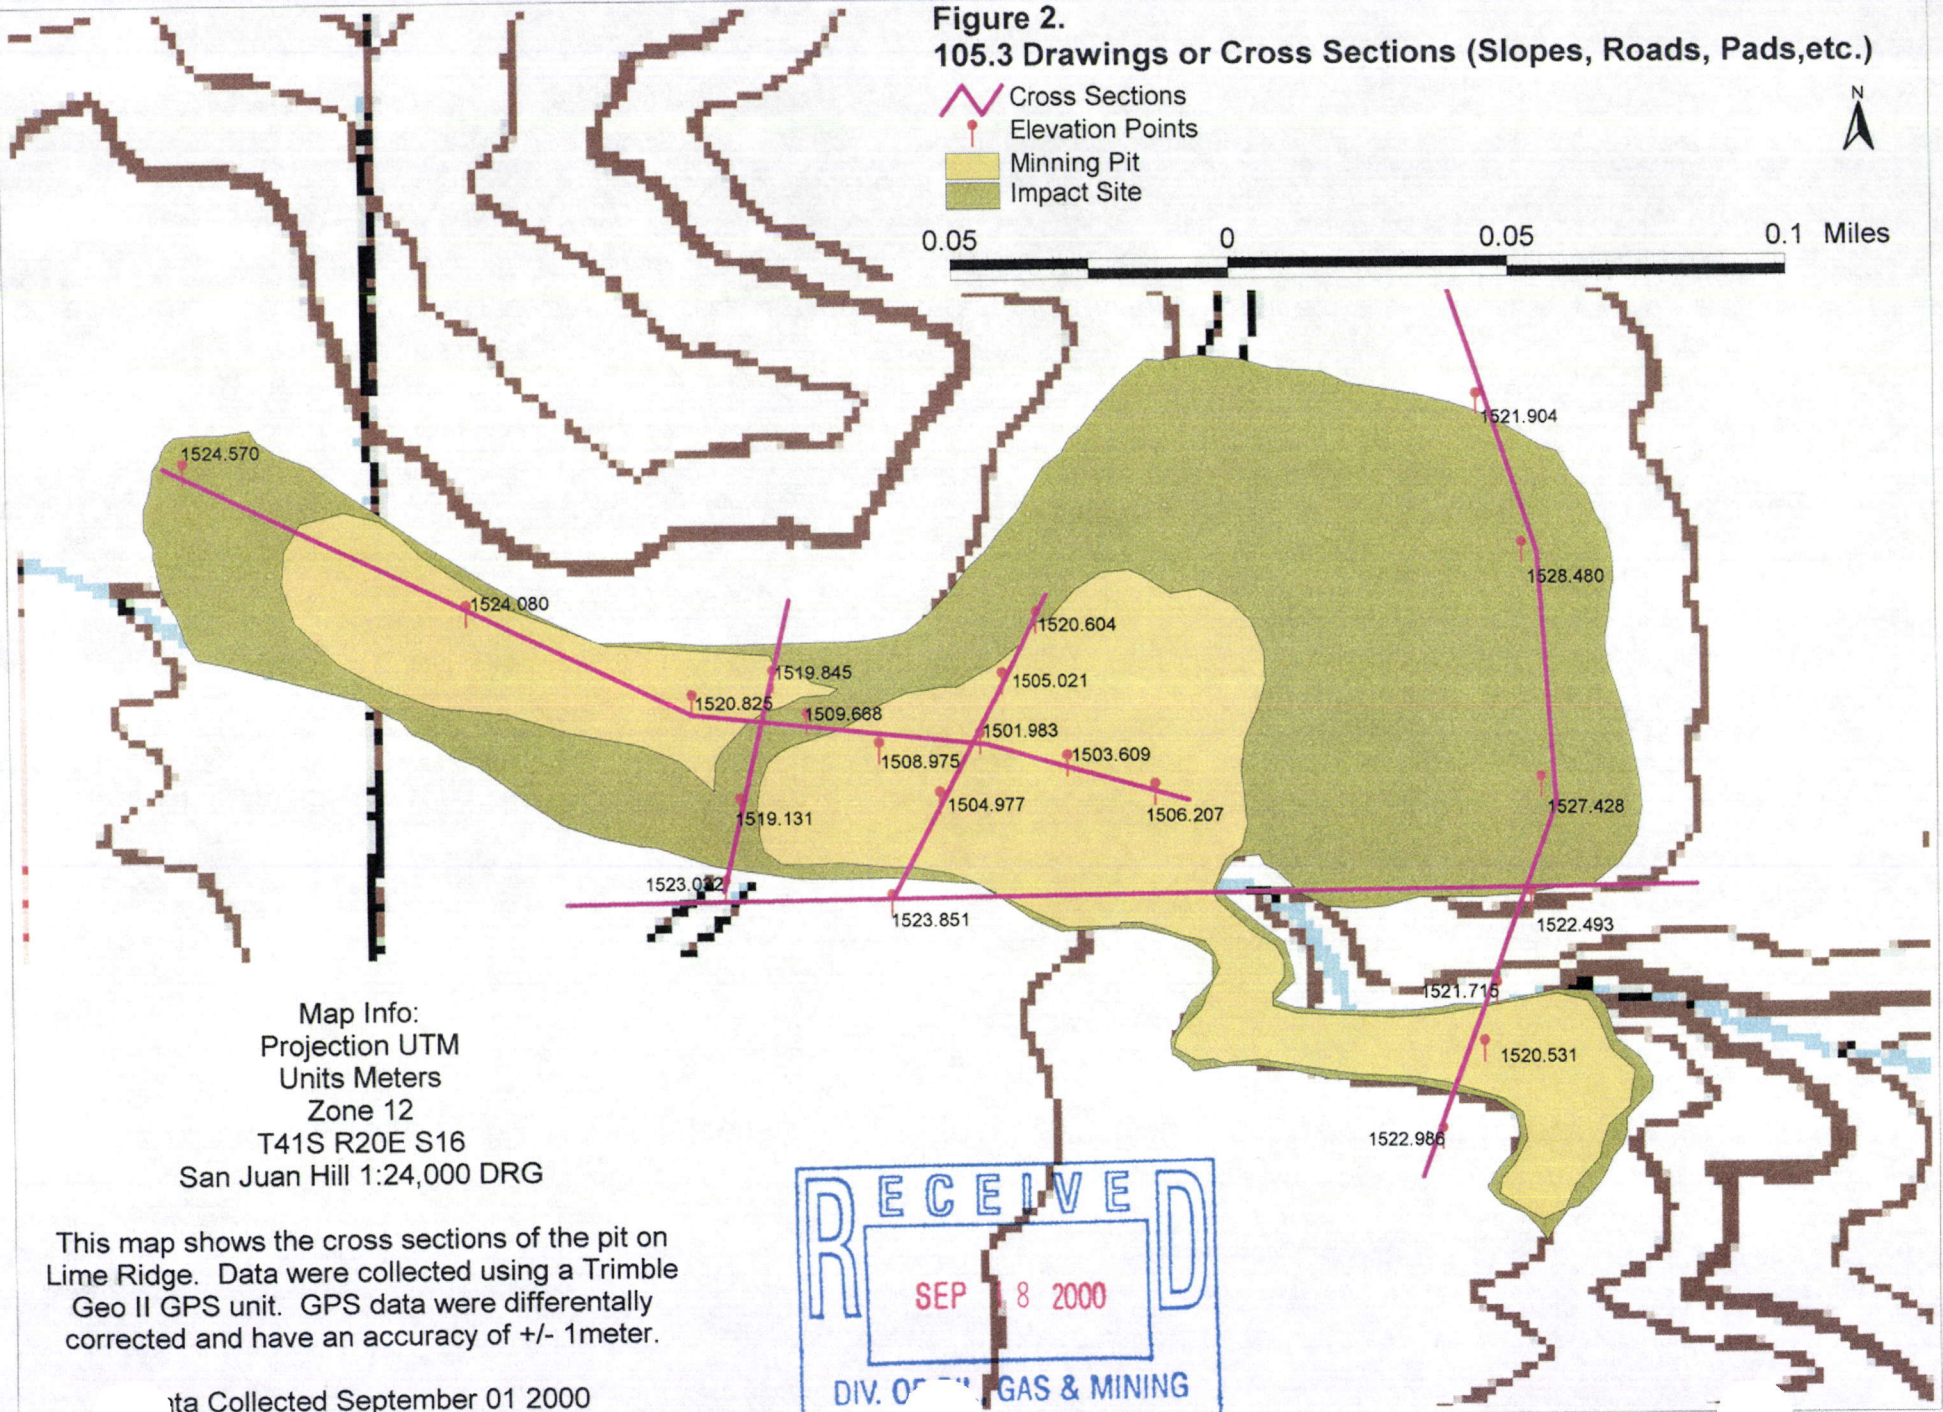 Figure 2.
105.3 Drawings or Cross Sections (Slopes, Roads, Pads,etc.)
Cross Sections
Elevation Points
Minning Pit
Impact Site
N
0.05 0 0.05 0.1 Miles
1521.904
1524.570
1528.480
1524.080
1520.604
1519.845
1505.021
1520.825
1509.668
1501.983
1503.609
1508.975
1504.977
1506.207
1527.428
1519.131
1523.851
1522.493
1521.715
1520.531
1522.986
Map Info:
Projection UTM
Units Meters
Zone 12
T41S R20E S16
San Juan Hill 1:24,000 DRG
This map shows the cross sections of the pit on
Lime Ridge. Data were collected using a Trimble
Geo II GPS unit. GPS data were differentally
corrected and have an accuracy of +/- 1meter.
Collected September 01 2000
RECEIVED
SEP 18 2000
DIV. GAS & MINING